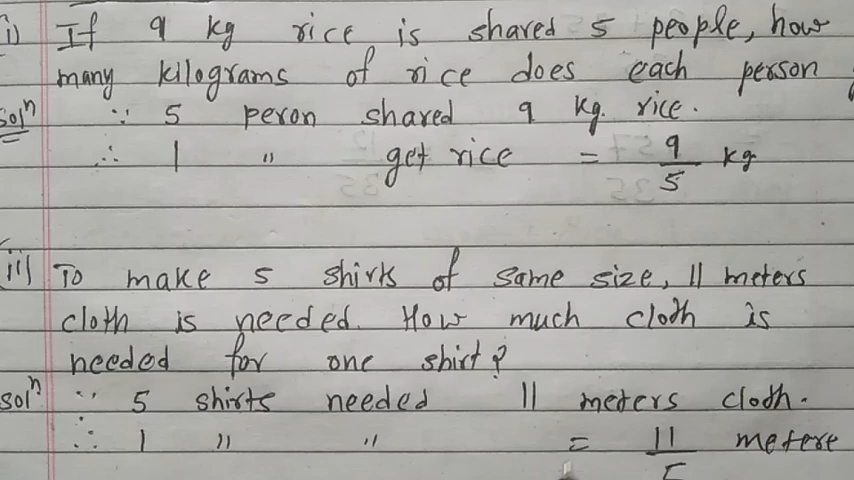 i) If 9 kg rice is shared 5 people, how
many kilograms of rice does each person
Solⁿ ∵ 5 peron shared 9 kg. rice.
∴ 1 " get rice = 9/5 kg
ii) To make 5 shirts of same size, 11 meters
cloth is needed. How much cloth is
needed for one shirt?
Solⁿ ∵ 5 shirts needed 11 meters cloth.
∴ 1 " " = 11/5 metere